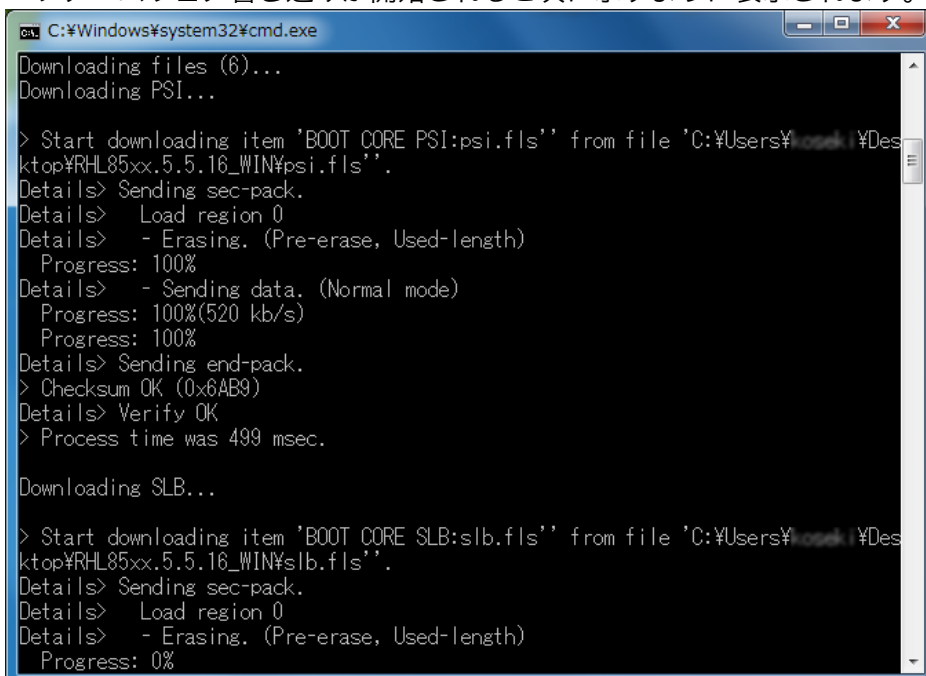 C:¥Windows¥system32¥cmd.exe
Downloading files (6)...
Downloading PSI...
> Start downloading item 'BOOT CORE PSI:psi.fls'' from file 'C:¥Users¥ ¥Des
ktop¥RHL85xx.5.5.16_WIN¥psi.fls''.
Details> Sending sec-pack.
Details>   Load region 0
Details>   - Erasing. (Pre-erase, Used-length)
  Progress: 100%
Details>   - Sending data. (Normal mode)
  Progress: 100%(520 kb/s)
  Progress: 100%
Details> Sending end-pack.
> Checksum OK (0x6AB9)
Details> Verify OK
> Process time was 499 msec.
Downloading SLB...
> Start downloading item 'BOOT CORE SLB:slb.fls'' from file 'C:¥Users¥ ¥Des
ktop¥RHL85xx.5.5.16_WIN¥slb.fls''.
Details> Sending sec-pack.
Details>   Load region 0
Details>   - Erasing. (Pre-erase, Used-length)
  Progress: 0%